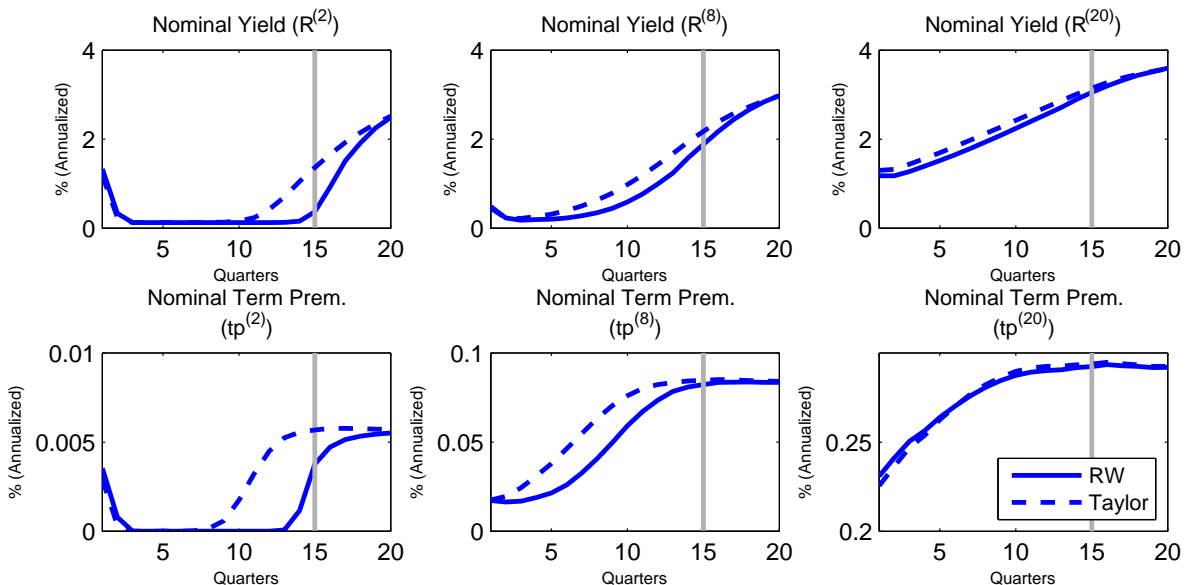 Nominal Yield (R^(2))
Nominal Yield (R^(8))
Nominal Yield (R^(20))
% (Annualized)
4
2
0
5 10 15 20
Quarters
% (Annualized)
4
2
0
5 10 15 20
Quarters
% (Annualized)
4
2
0
5 10 15 20
Quarters
Nominal Term Prem.
(tp^(2))
Nominal Term Prem.
(tp^(8))
Nominal Term Prem.
(tp^(20))
% (Annualized)
0.01
0.005
0
5 10 15 20
Quarters
% (Annualized)
0.1
0.05
0
5 10 15 20
Quarters
% (Annualized)
0.25
0.2
5 10 15 20
Quarters
RW
Taylor